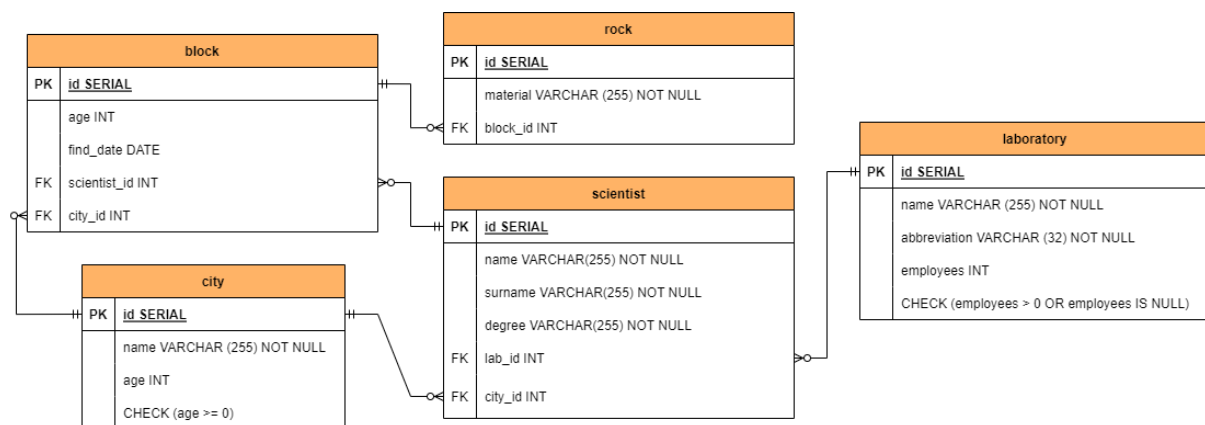 block
PK id SERIAL
age INT
find_date DATE
FK scientist_id INT
FK city_id INT
rock
PK id SERIAL
material VARCHAR (255) NOT NULL
FK block_id INT
laboratory
PK id SERIAL
name VARCHAR (255) NOT NULL
abbreviation VARCHAR (32) NOT NULL
employees INT
CHECK (employees > 0 OR employees IS NULL)
scientist
PK id SERIAL
name VARCHAR(255) NOT NULL
surname VARCHAR(255) NOT NULL
degree VARCHAR(255) NOT NULL
FK lab_id INT
FK city_id INT
city
PK id SERIAL
name VARCHAR (255) NOT NULL
age INT
CHECK (age >= 0)